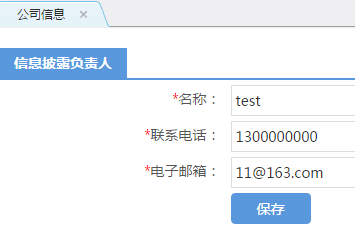 公司信息 ×
信息披露负责人
*名称： test
*联系电话： 1300000000
*电子邮箱： 11@163.com
保存